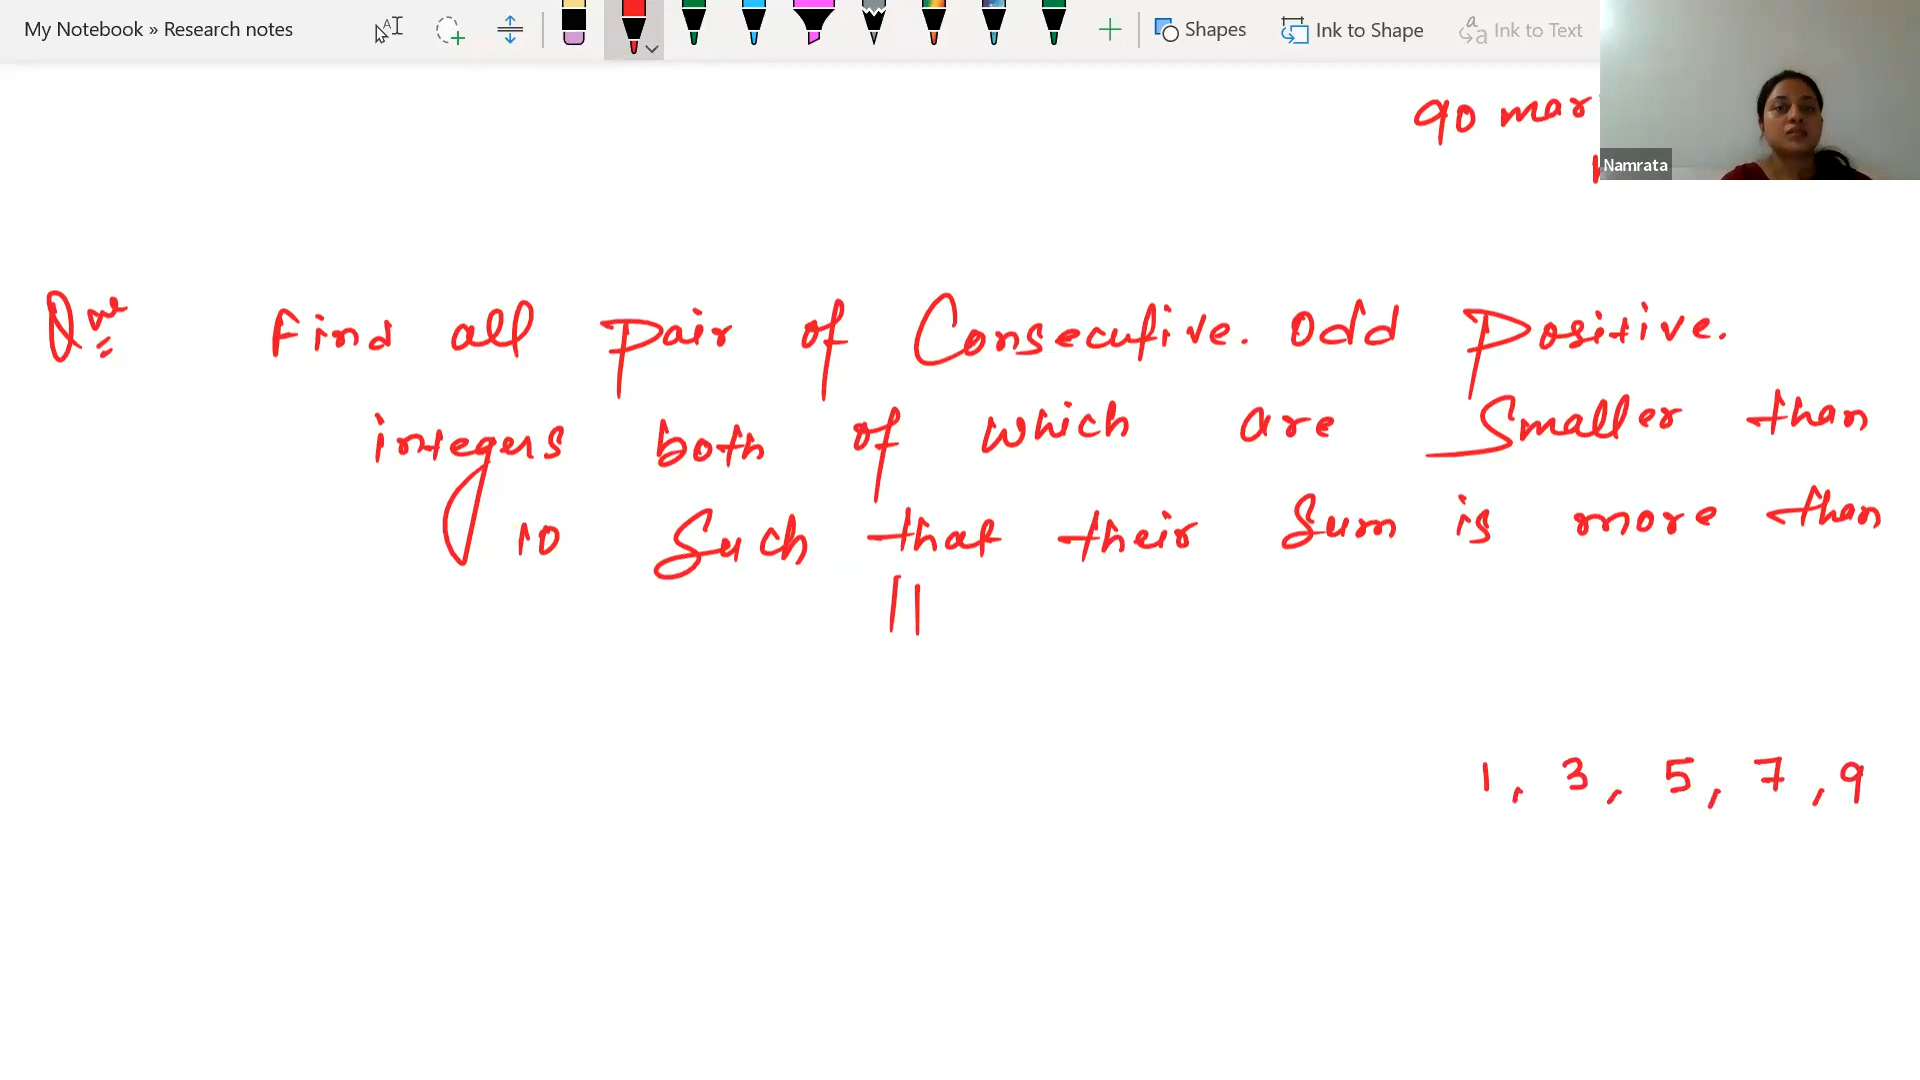 My Notebook » Research notes
Shapes
Ink to Shape
Ink to Text
90 mar
Namrata
Que Find all pair of Consecutive. Odd Positive.
integers both of which are Smaller than
10 Such that their Sum is more than
11
1, 3, 5, 7, 9